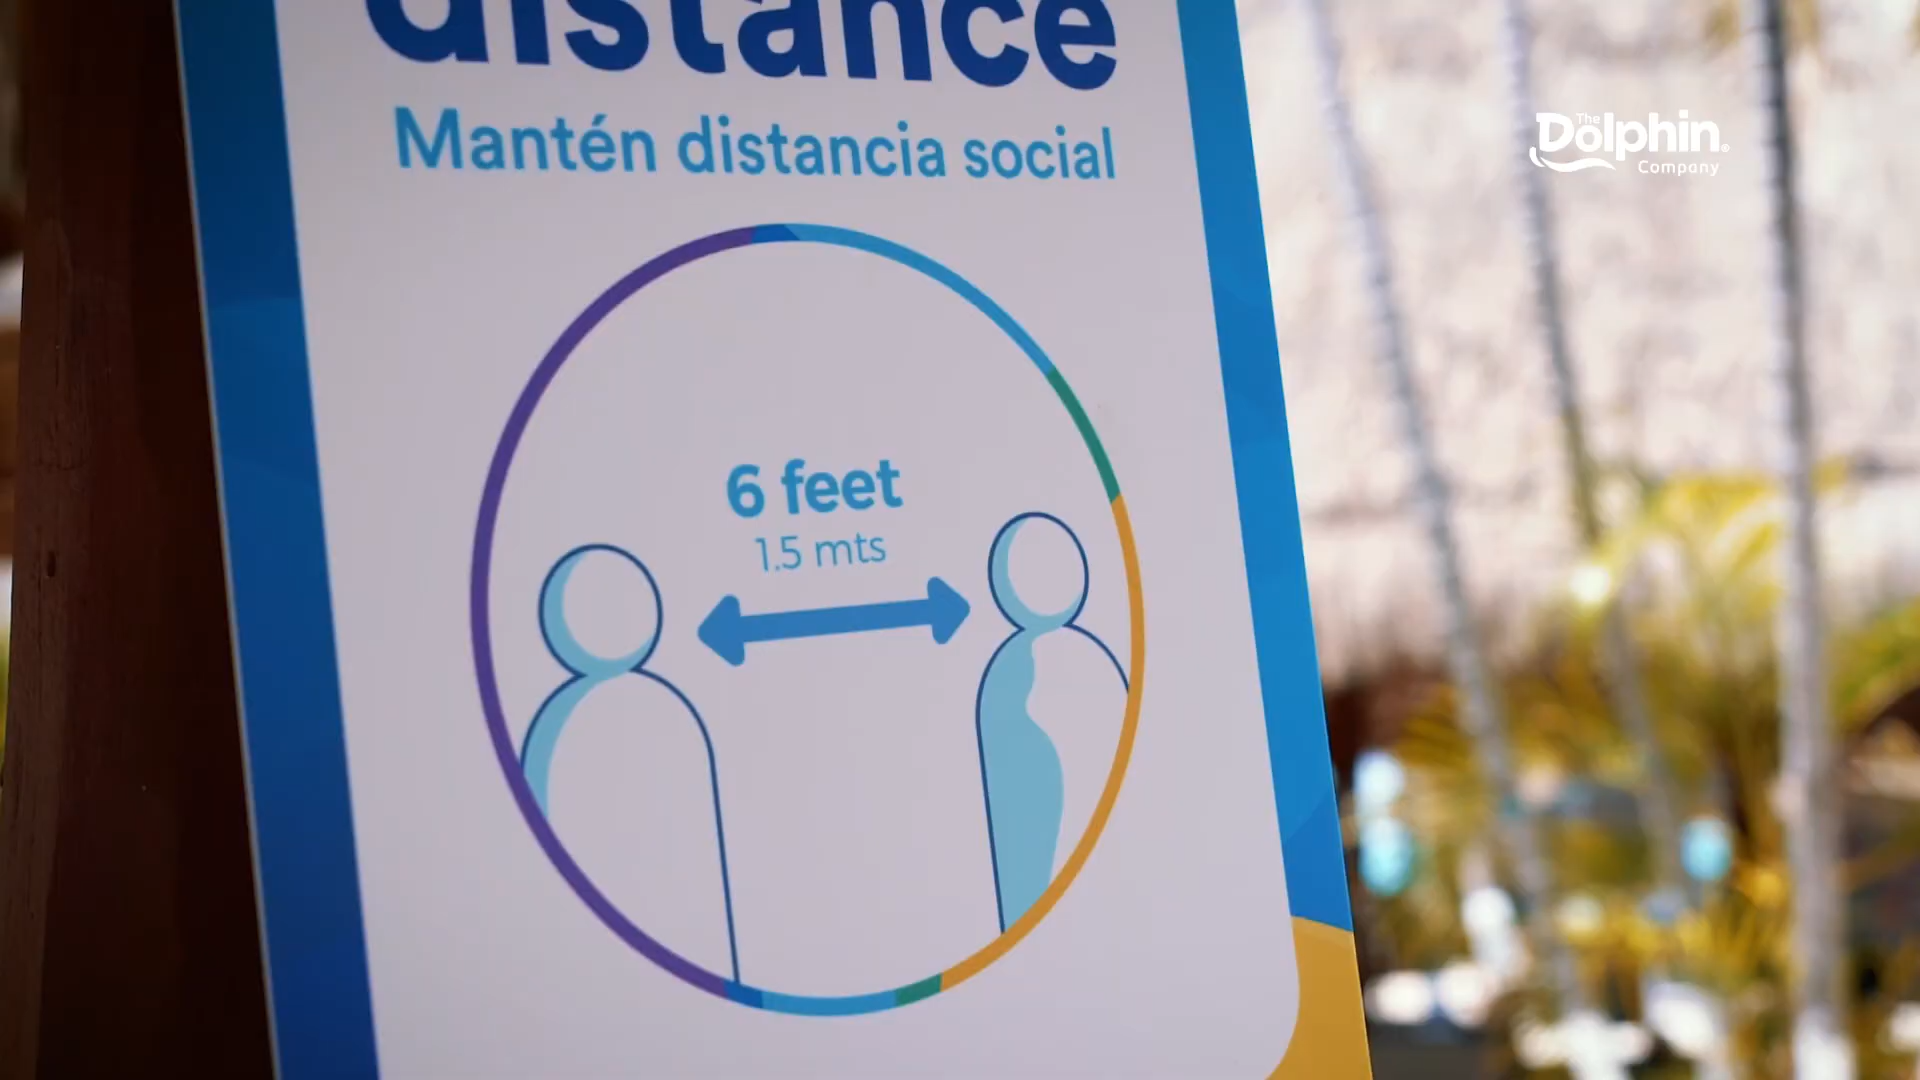 distance
Mantén distancia social
The
Dolphin
Company
6 feet
1.5 mts